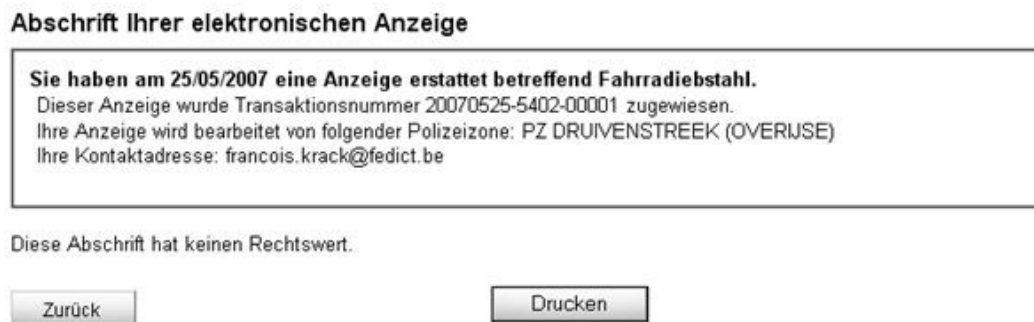 Abschrift Ihrer elektronischen Anzeige
Sie haben am 25/05/2007 eine Anzeige erstattet betreffend Fahrradiebstahl.
Dieser Anzeige wurde Transaktionsnummer 20070525-5402-00001 zugewiesen.
Ihre Anzeige wird bearbeitet von folgender Polizeizone: PZ DRUIVENSTREEK (OVERIJSE)
Ihre Kontaktadresse: francois.krack@fedict.be
Diese Abschrift hat keinen Rechtswert.
Zurück Drucken